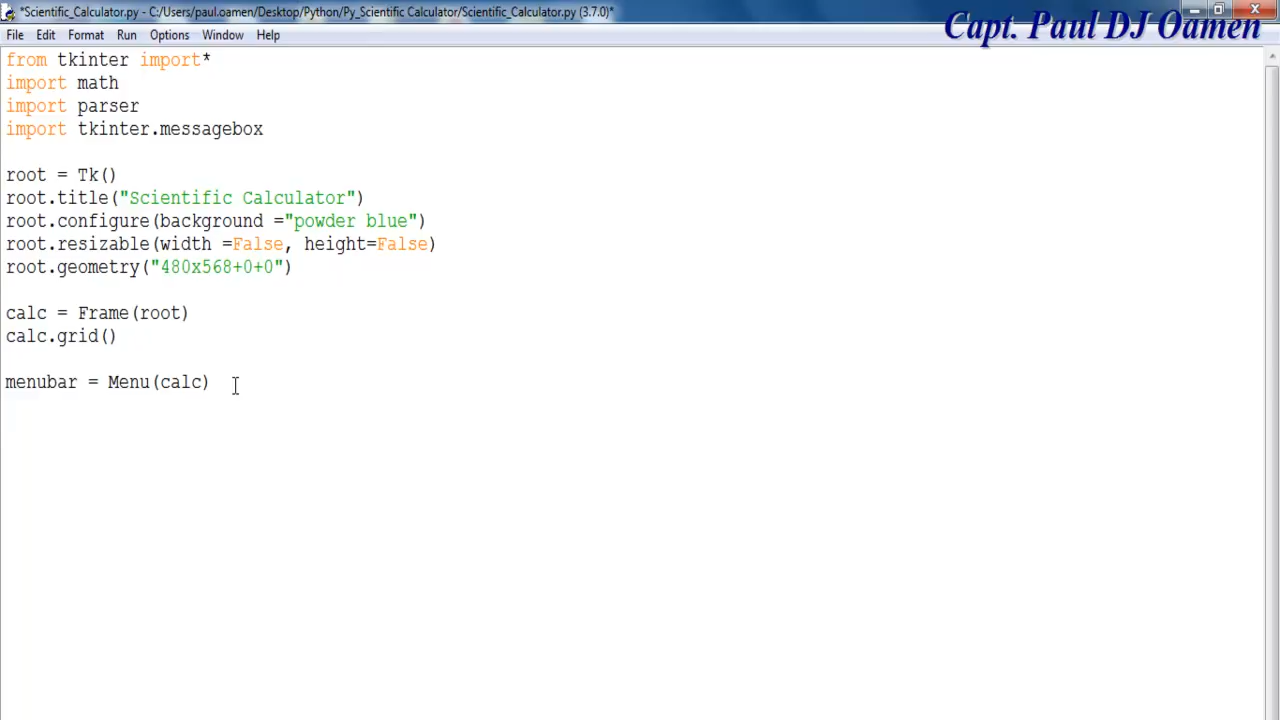 *Scientific_Calculator.py - C:/Users/paul.oamen/Desktop/Python/Py_Scientific Calculator/Scientific_Calculator.py (3.7.0)*
Capt. Paul DJ Oamen
File Edit Format Run Options Window Help
from tkinter import*
import math
import parser
import tkinter.messagebox
root = Tk()
root.title("Scientific Calculator")
root.configure(background ="powder blue")
root.resizable(width =False, height=False)
root.geometry("480x568+0+0")
calc = Frame(root)
calc.grid()
menubar = Menu(calc)